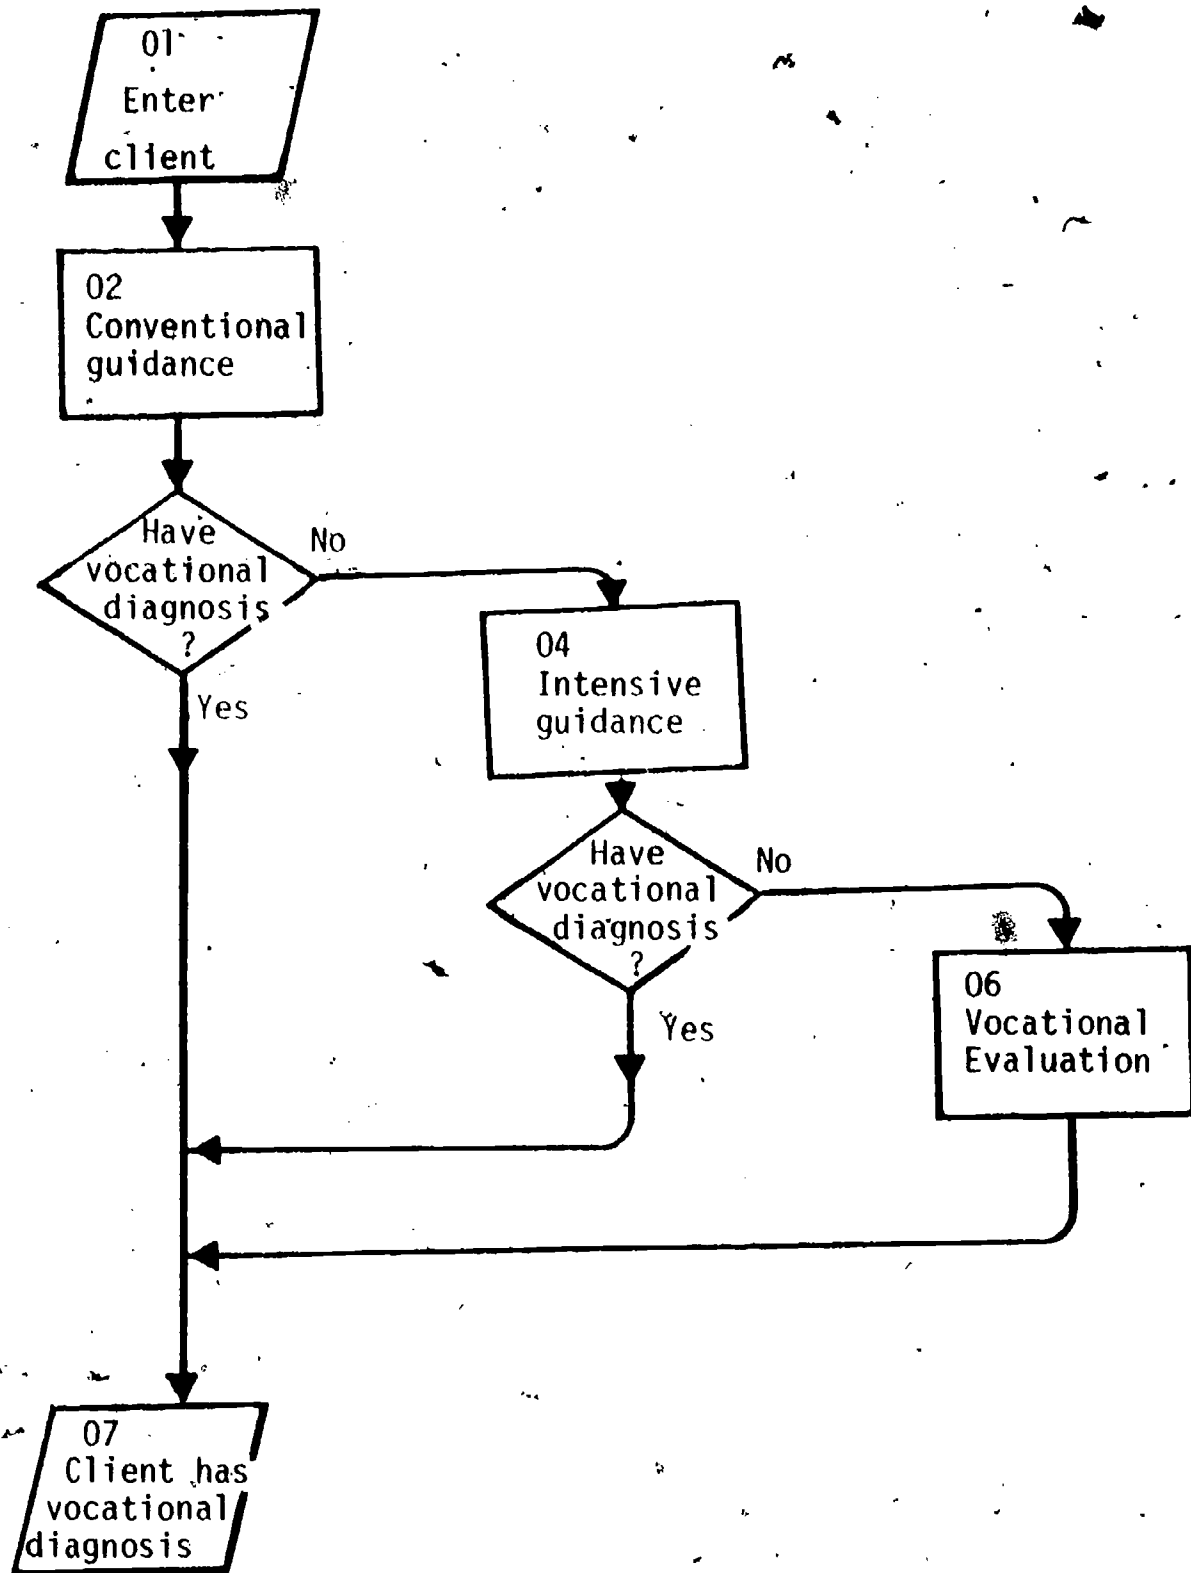 01
Enter
client
02
Conventional
guidance
Have
vocational
diagnosis
?
No
Yes
04
Intensive
guidance
Have
vocational
diagnosis
?
No
Yes
06
Vocational
Evaluation
07
Client has
vocational
diagnosis